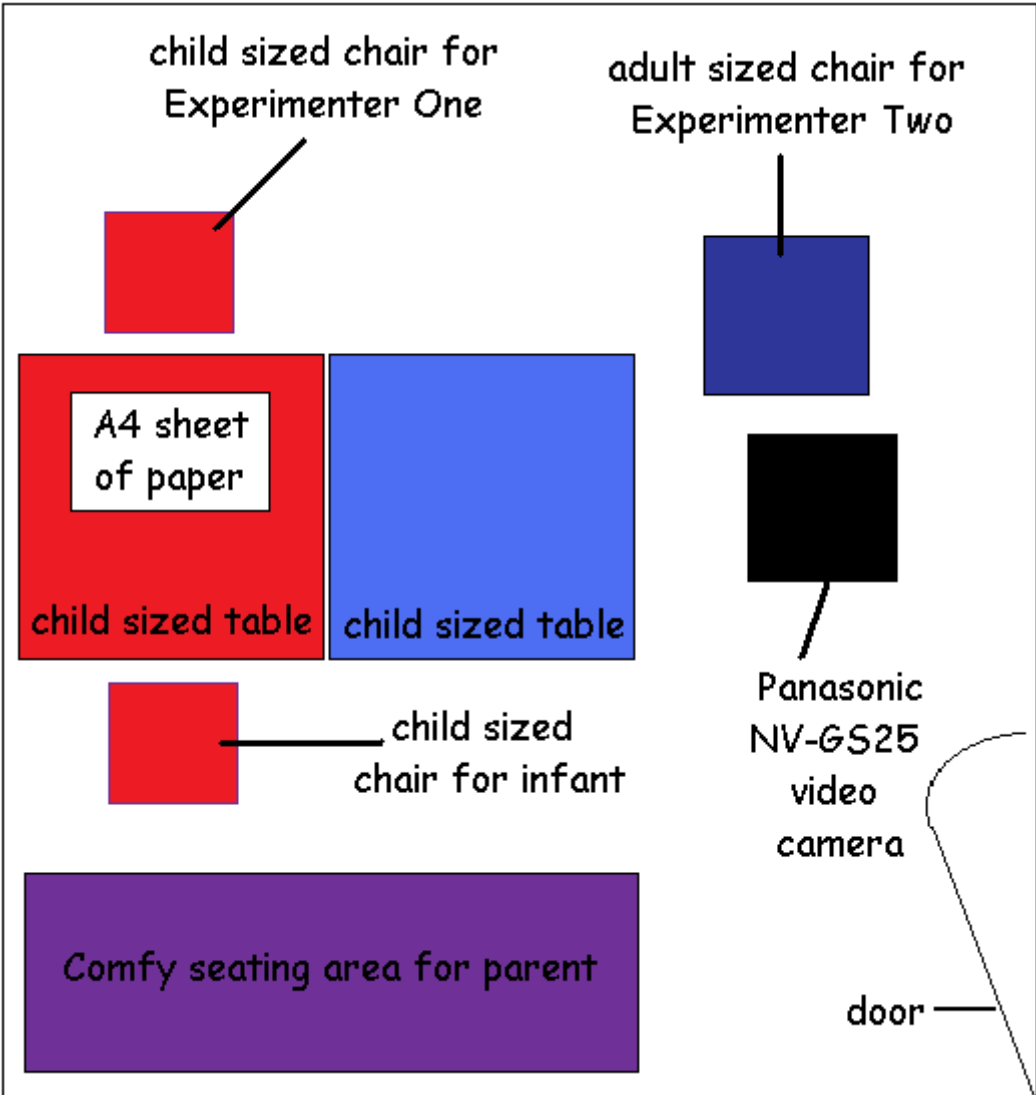 child sized chair for
Experimenter One
adult sized chair for
Experimenter Two
A4 sheet
of paper
child sized table
child sized table
Panasonic
NV-GS25
video
camera
child sized
chair for infant
Comfy seating area for parent
door